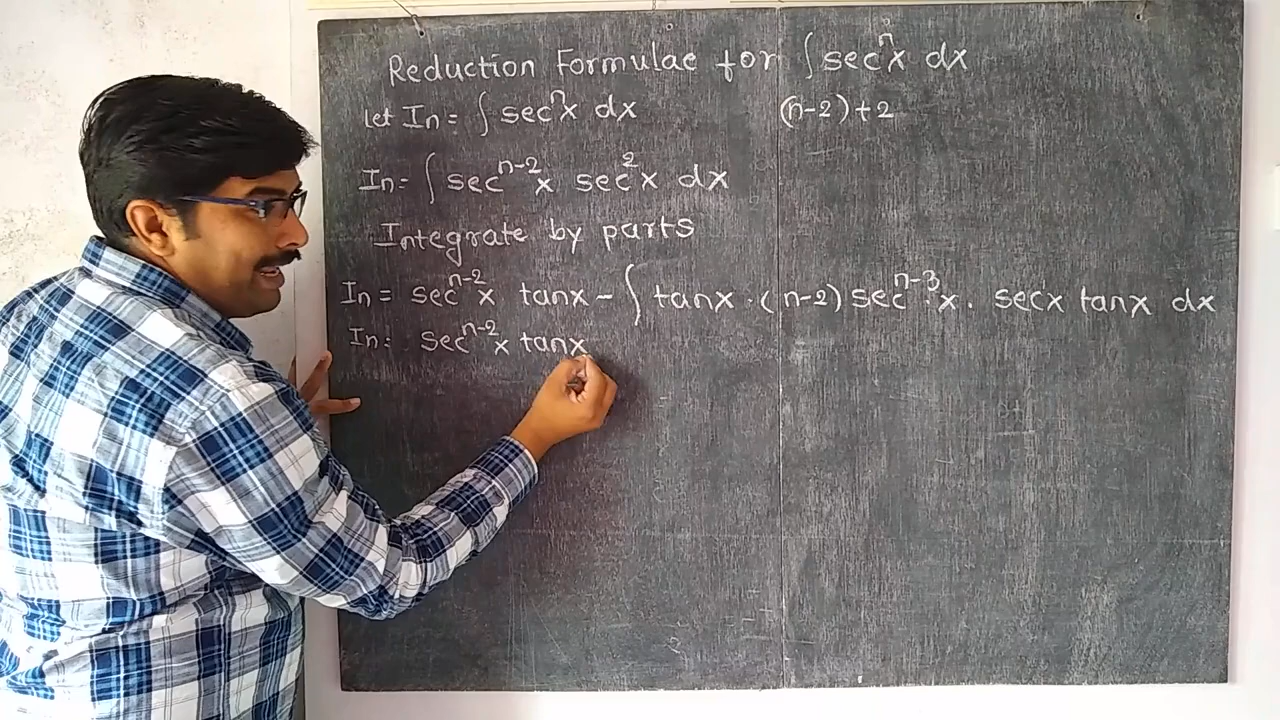 Reduction Formulae for ∫ secⁿx dx
let In = ∫ secⁿx dx (n-2)+2
In = ∫ secⁿ⁻²x sec²x dx
Integrate by parts
In = secⁿ⁻²x tanx - ∫ tanx · (n-2) secⁿ⁻³x · secx tanx dx
In = secⁿ⁻²x tanx